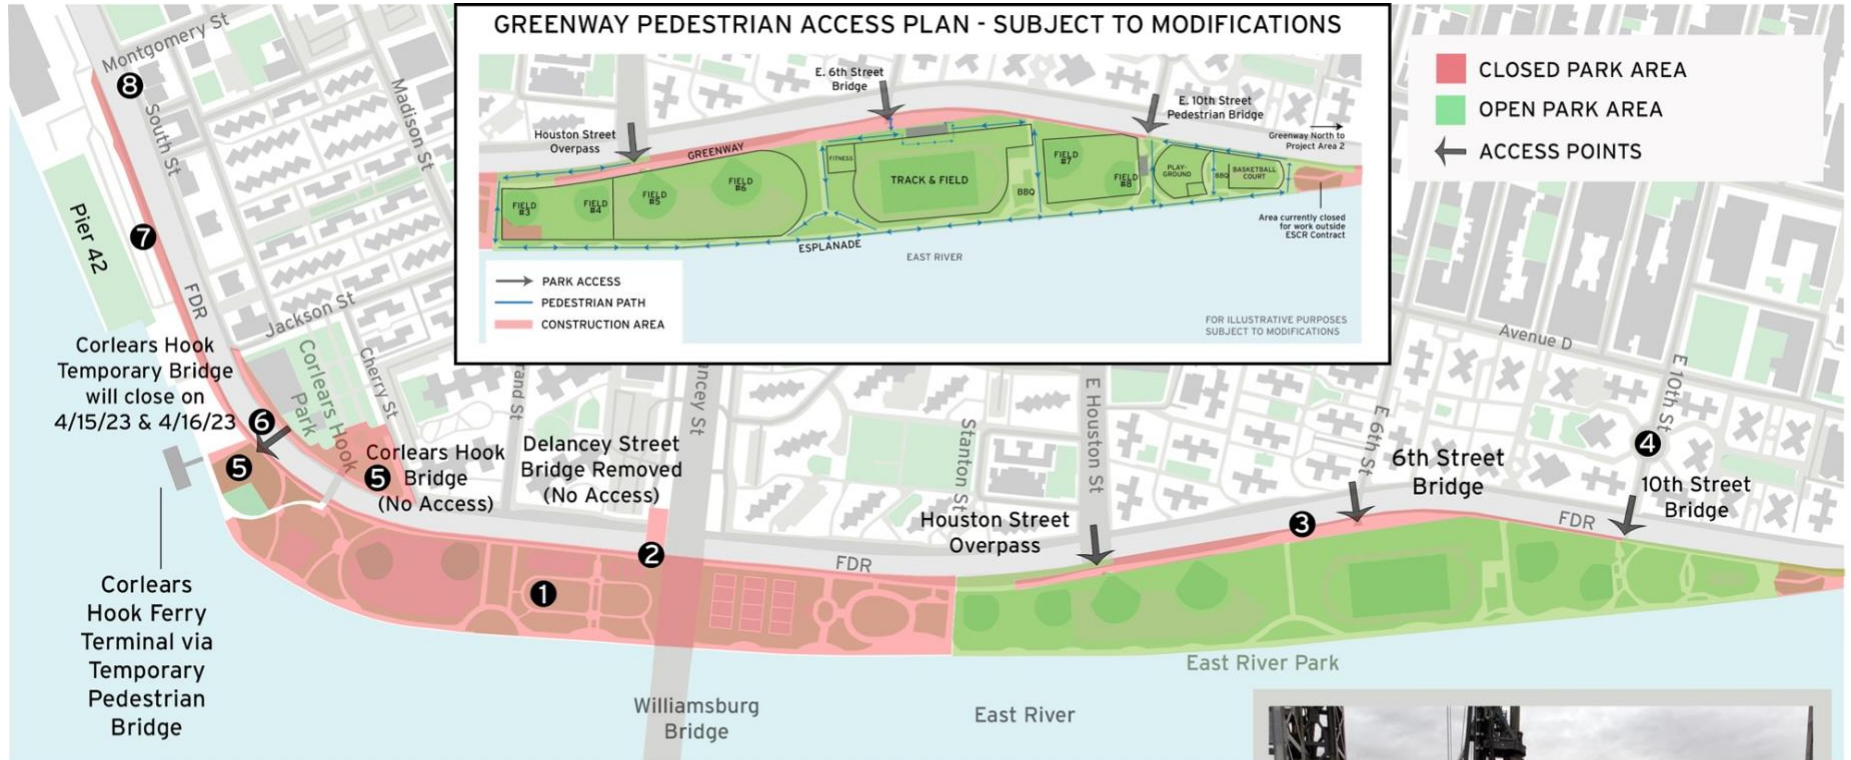 GREENWAY PEDESTRIAN ACCESS PLAN - SUBJECT TO MODIFICATIONS
E. 6th Street
Bridge
E. 10th Street
Pedestrian Bridge
Houston Street
Overpass
Greenway North to
Project Area 2
GREENWAY
FITNESS
TRACK & FIELD
FIELD
#3
FIELD
#4
FIELD
#5
FIELD
#6
BBQ
FIELD
#7
FIELD
#8
PLAY-
GROUND
BBQ
BASKETBALL
COURT
Area currently closed
for work outside
ESCR Contract
ESPLANADE
EAST RIVER
PARK ACCESS
PEDESTRIAN PATH
CONSTRUCTION AREA
FOR ILLUSTRATIVE PURPOSES
SUBJECT TO MODIFICATIONS
CLOSED PARK AREA
OPEN PARK AREA
ACCESS POINTS
Montgomery St
8
South St
Madison St
Pier 42
7
FDR
Jackson St
Corlears Hook
Temporary Bridge
will close on
4/15/23 & 4/16/23
6
Corlears Hook
Park
Cherry St
5
5
Corlears Hook
Bridge
(No Access)
rand St
Delancey Street
Bridge Removed
(No Access)
ancey St
Corlears
Hook Ferry
Terminal via
Temporary
Pedestrian
Bridge
1
2
FDR
Williamsburg
Bridge
Stanton St
E Houston St
Houston Street
Overpass
3
E 6th St
6th Street
Bridge
Avenue D
E 10th St
4
10th Street
Bridge
FDR
East River Park
East River